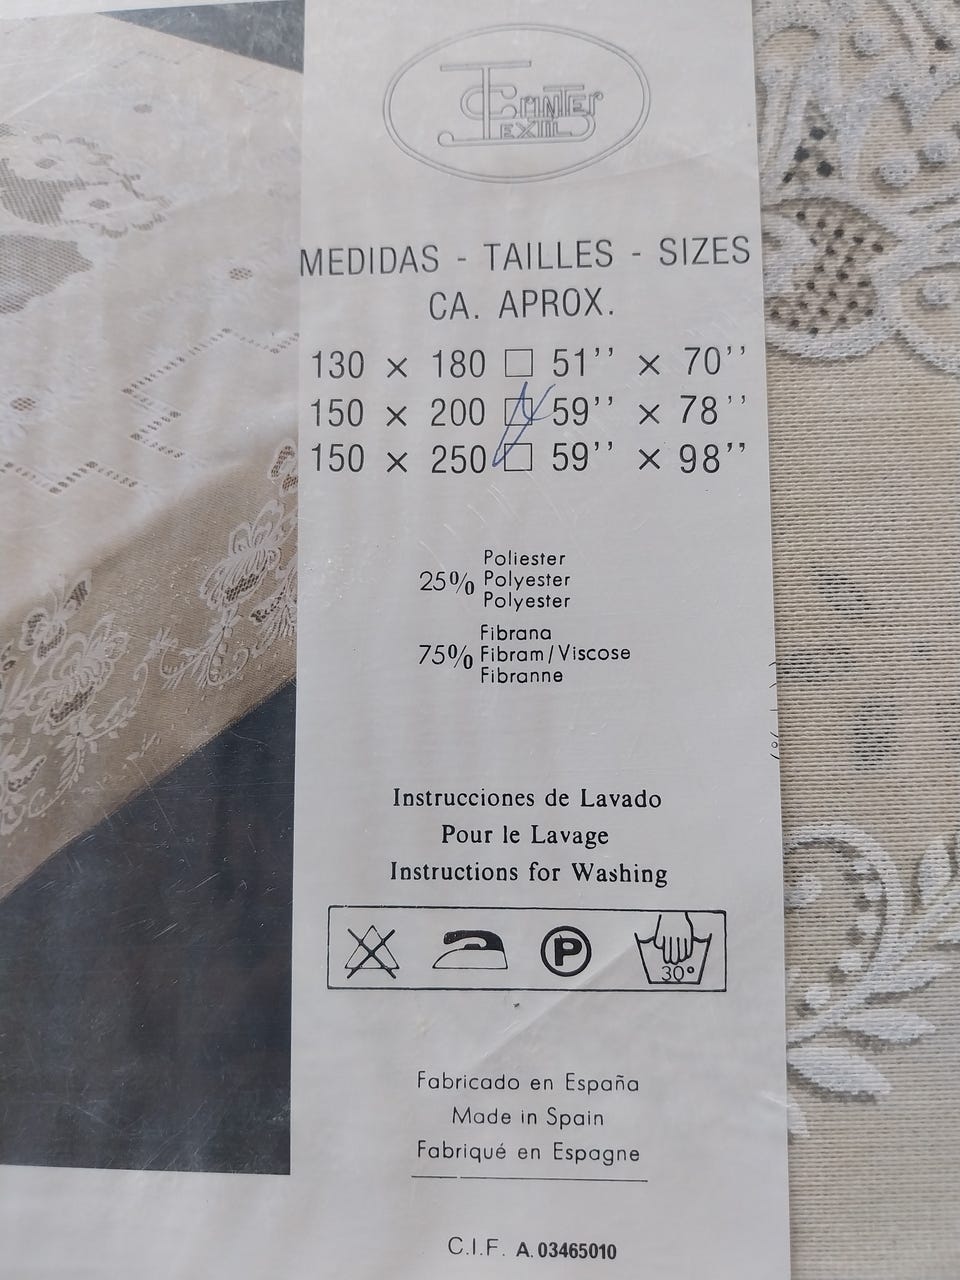 Printer
Textil
MEDIDAS - TAILLES - SIZES
CA. APROX.
130 × 180 □ 51’’ × 70’’
150 × 200 □ 59’’ × 78’’
150 × 250 □ 59’’ × 98’’
Poliester
25% Polyester
Polyester
Fibrana
75% Fibram/Viscose
Fibranne
Instrucciones de Lavado
Pour le Lavage
Instructions for Washing
P
30°
Fabricado en España
Made in Spain
Fabriqué en Espagne
C.I.F. A. 03465010